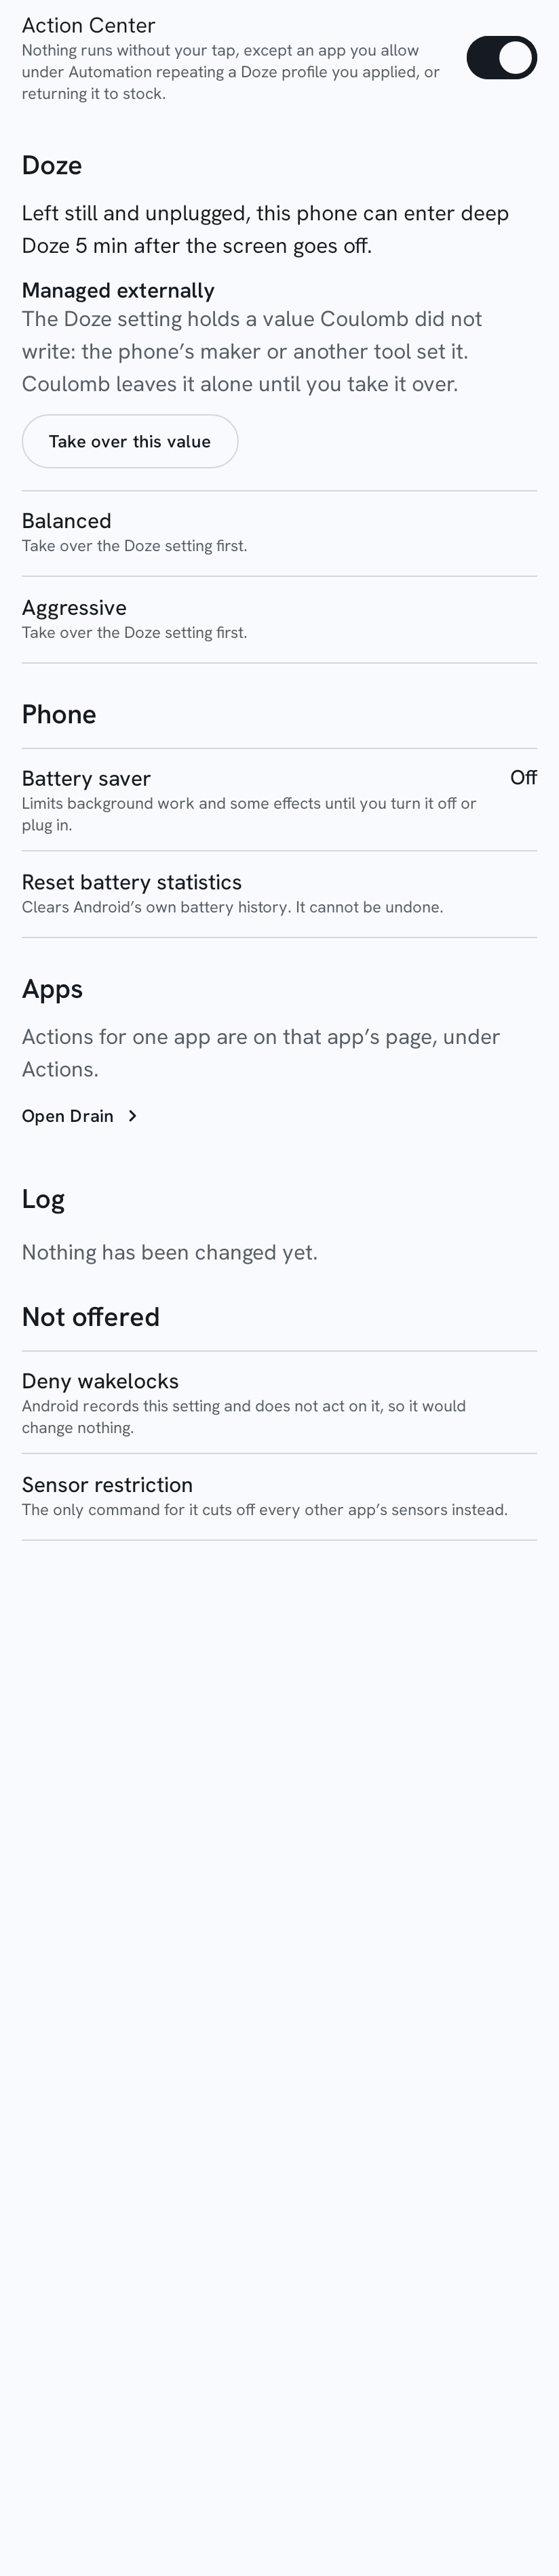 Action Center
Nothing runs without your tap, except an app you allow
under Automation repeating a Doze profile you applied, or
returning it to stock.
Doze
Left still and unplugged, this phone can enter deep
Doze 5 min after the screen goes off.
Managed externally
The Doze setting holds a value Coulomb did not
write: the phone’s maker or another tool set it.
Coulomb leaves it alone until you take it over.
Take over this value
Balanced
Take over the Doze setting first.
Aggressive
Take over the Doze setting first.
Phone
Battery saver
Off
Limits background work and some effects until you turn it off or
plug in.
Reset battery statistics
Clears Android’s own battery history. It cannot be undone.
Apps
Actions for one app are on that app’s page, under
Actions.
Open Drain
Log
Nothing has been changed yet.
Not offered
Deny wakelocks
Android records this setting and does not act on it, so it would
change nothing.
Sensor restriction
The only command for it cuts off every other app’s sensors instead.